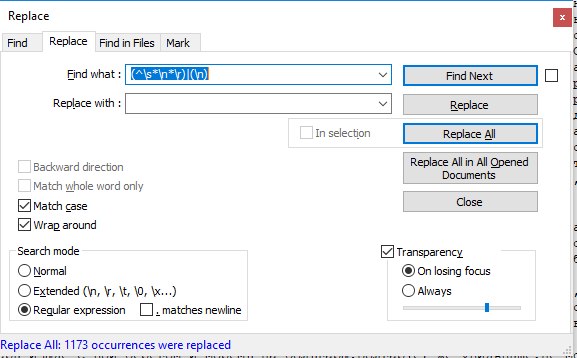 Replace
Find
Replace
Find in Files
Mark
Find what :
(^\s*\n*\r)|(\n)
Find Next
Replace with :
Replace
In selection
Replace All
Replace All in All Opened
Documents
Close
Backward direction
Match whole word only
Match case
Wrap around
Search mode
Normal
Extended (\n, \r, \t, \0, \x...)
Regular expression
. matches newline
Transparency
On losing focus
Always
Replace All: 1173 occurrences were replaced